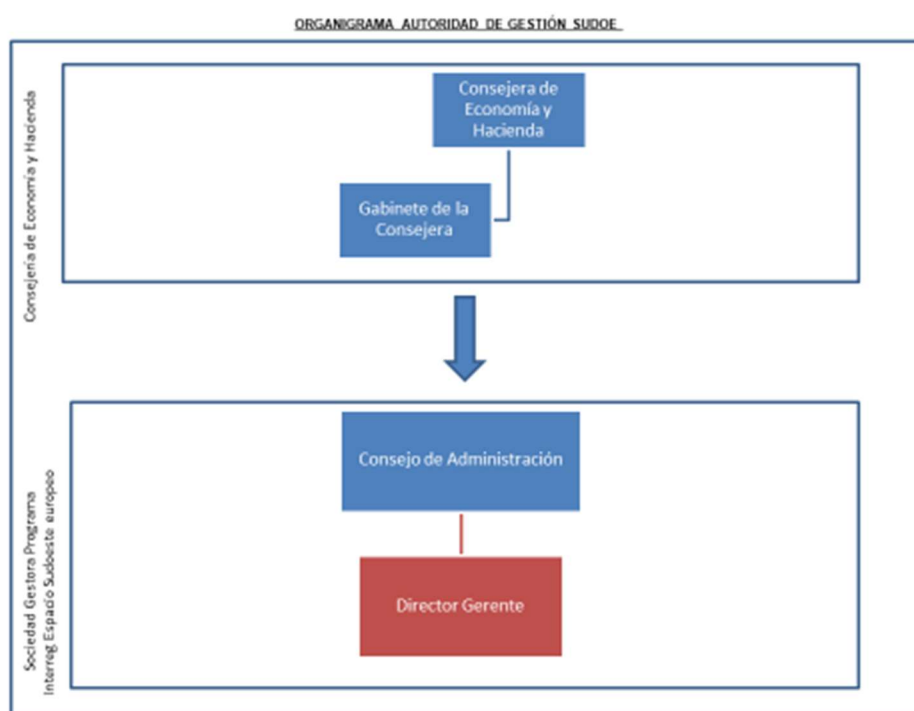 ORGANIGRAMA AUTORIDAD DE GESTIÓN SUDOE
Consejería de Economía y Hacienda
Consejera de
Economía y
Hacienda
Gabinete de la
Consejera
Sociedad Gestora Programa
Interreg Espacio Sudoeste europeo
Consejo de Administración
Director Gerente